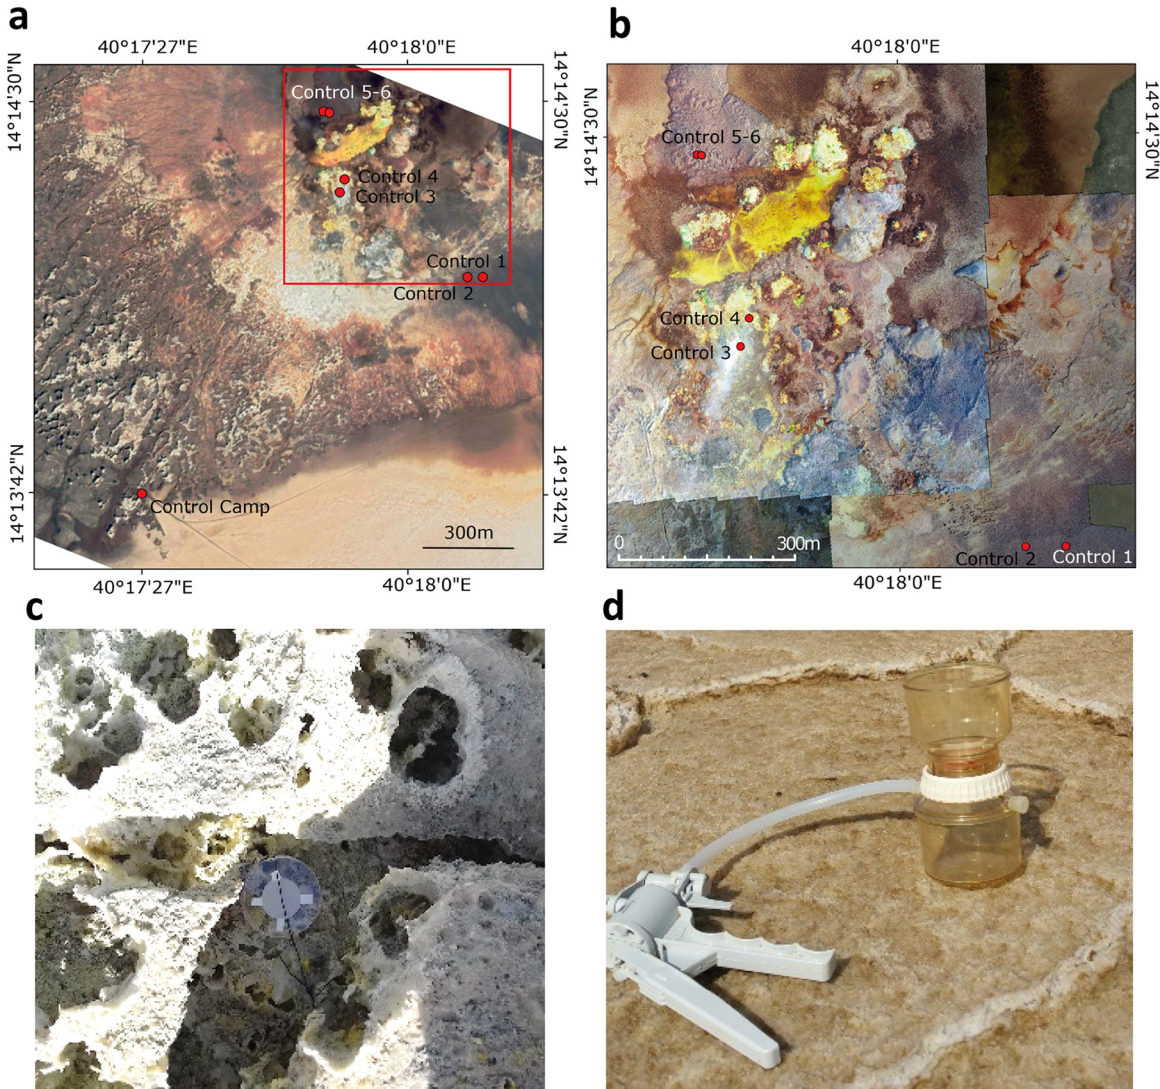 a
40°17'27"E
40°18'0"E
14°14'30"N
14°14'30"N
Control 5-6
Control 4
Control 3
Control 1
Control 2
14°13'42"N
14°13'42"N
Control Camp
300m
40°17'27"E
40°18'0"E
b
40°18'0"E
14°14'30"N
14°14'30"N
Control 5-6
Control 4
Control 3
0
300m
Control 2
Control 1
40°18'0"E
c
d